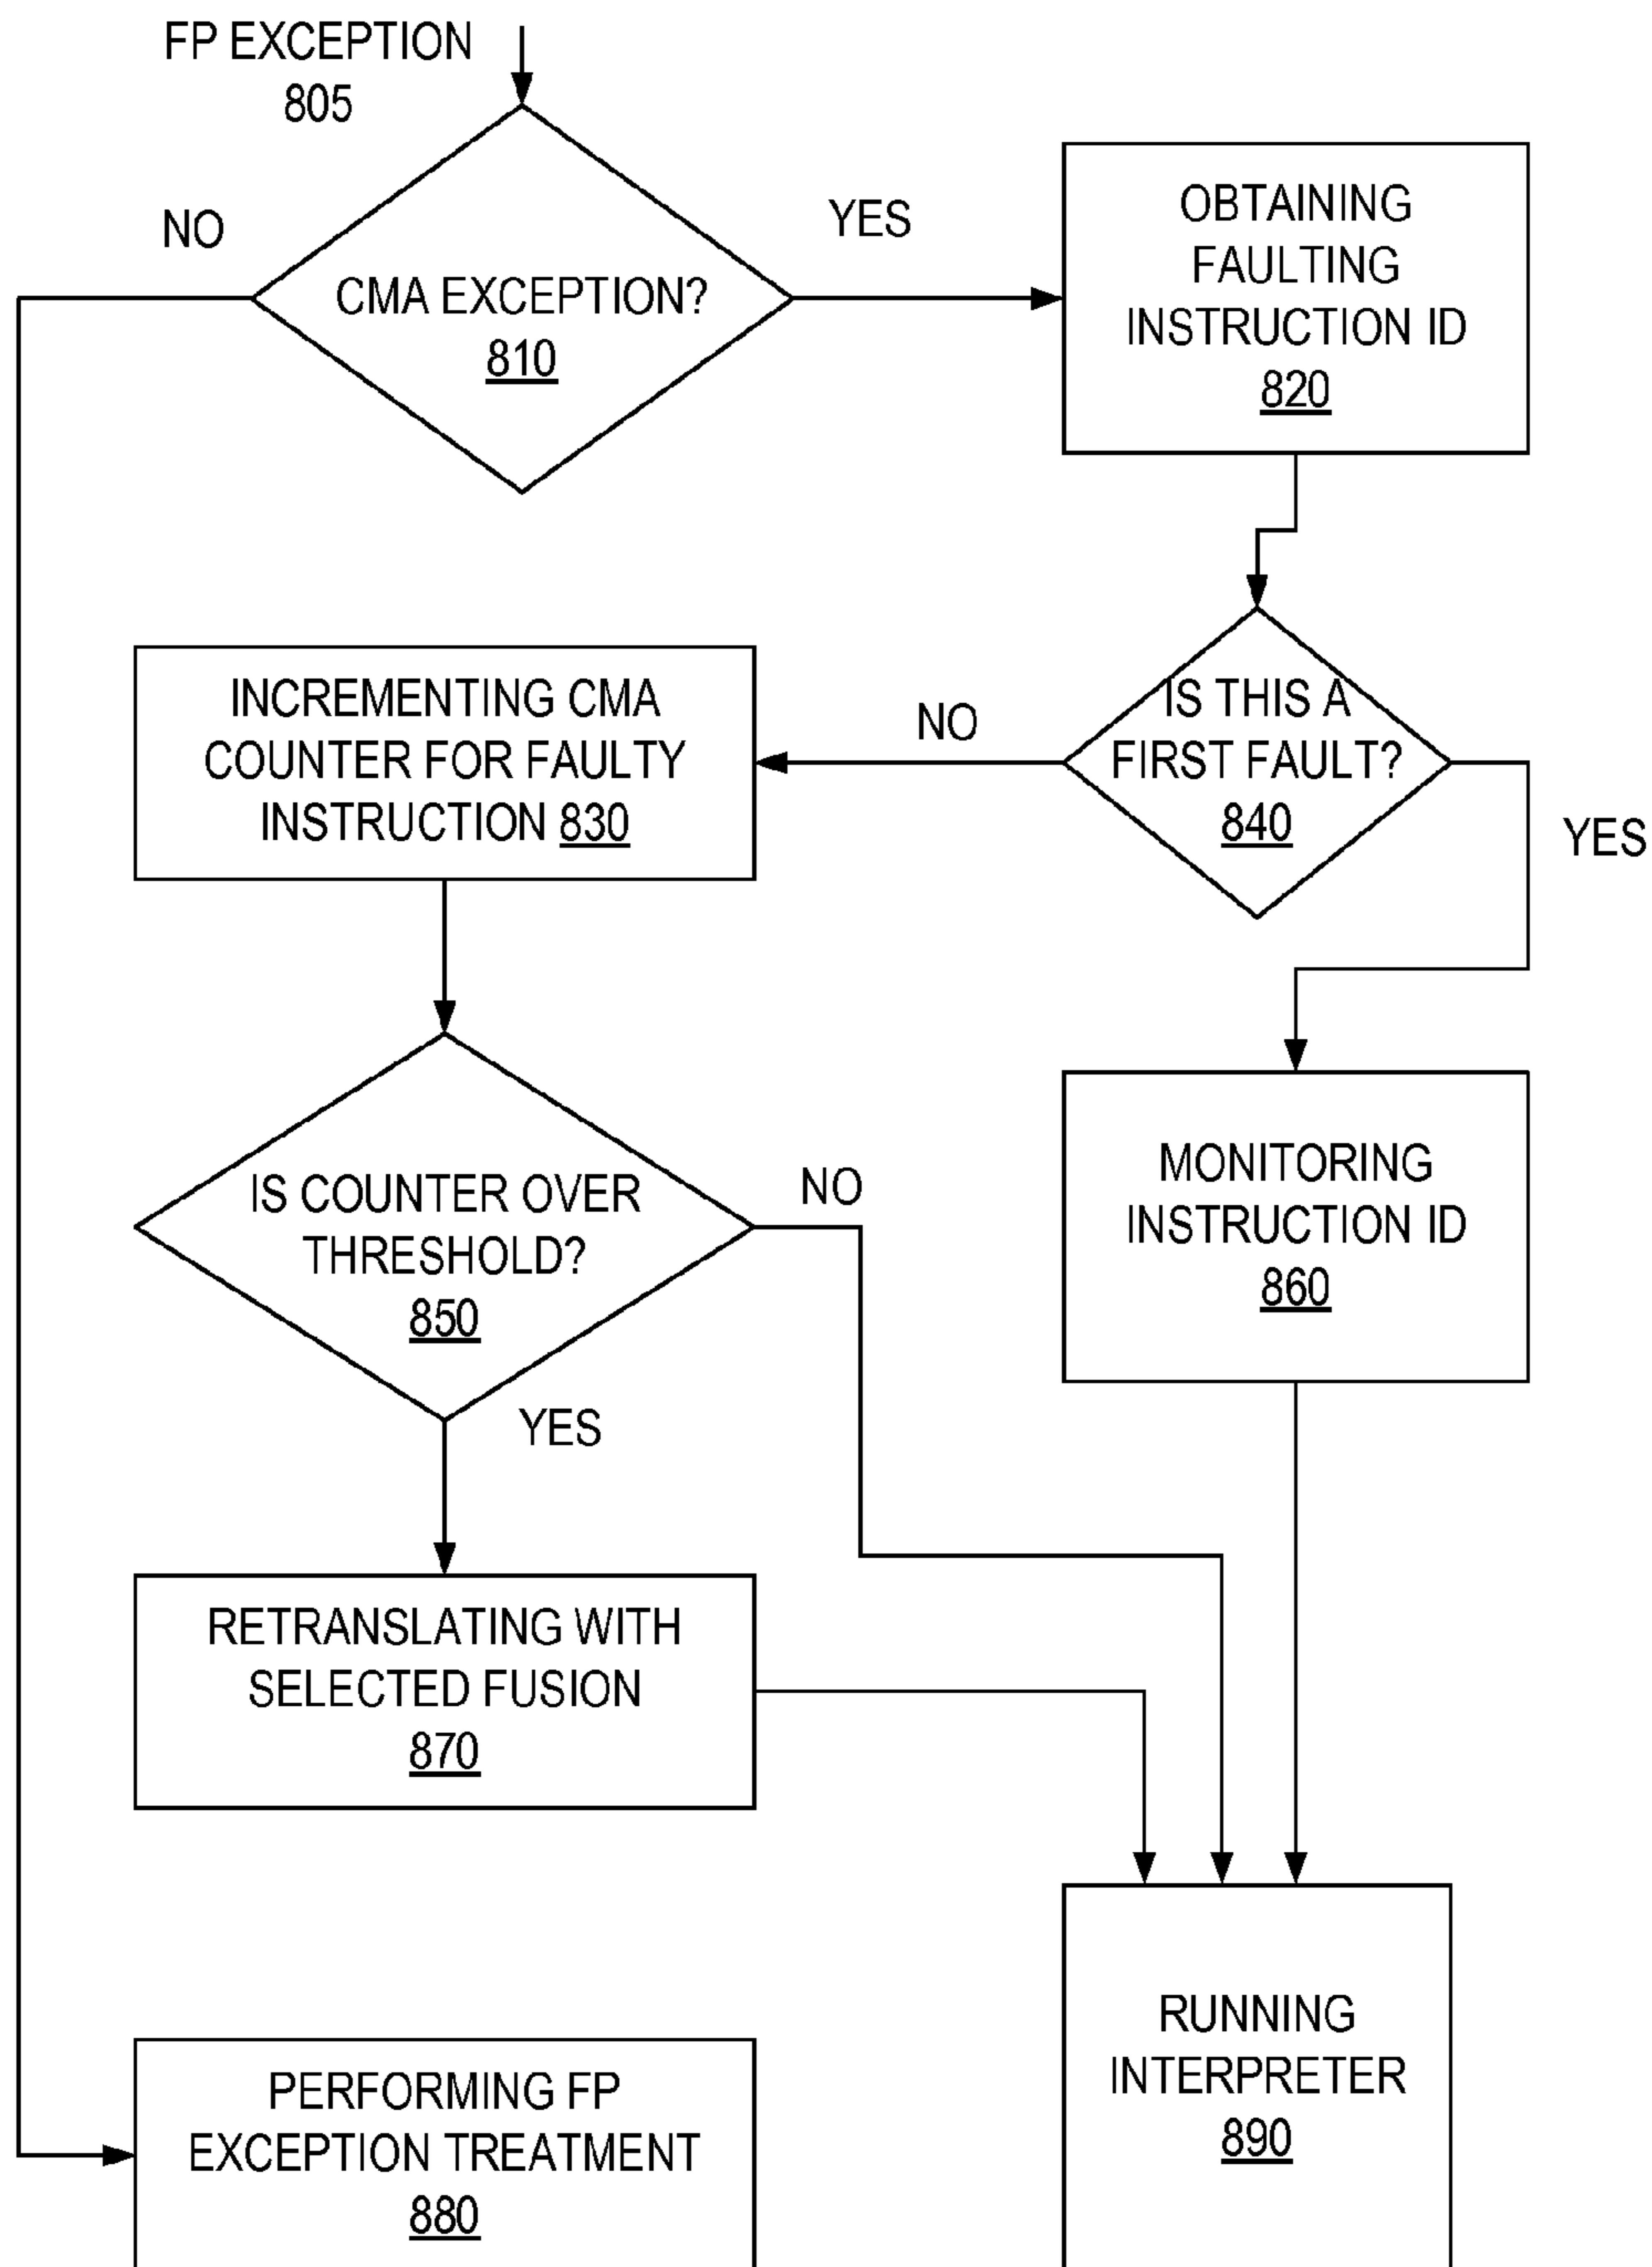 FP EXCEPTION
805
NO
YES
CMA EXCEPTION?
810
OBTAINING
FAULTING
INSTRUCTION ID
820
INCREMENTING CMA
COUNTER FOR FAULTY
INSTRUCTION 830
NO
IS THIS A
FIRST FAULT?
840
YES
IS COUNTER OVER
THRESHOLD?
850
NO
YES
MONITORING
INSTRUCTION ID
860
RETRANSLATING WITH
SELECTED FUSION
870
PERFORMING FP
EXCEPTION TREATMENT
880
RUNNING
INTERPRETER
890